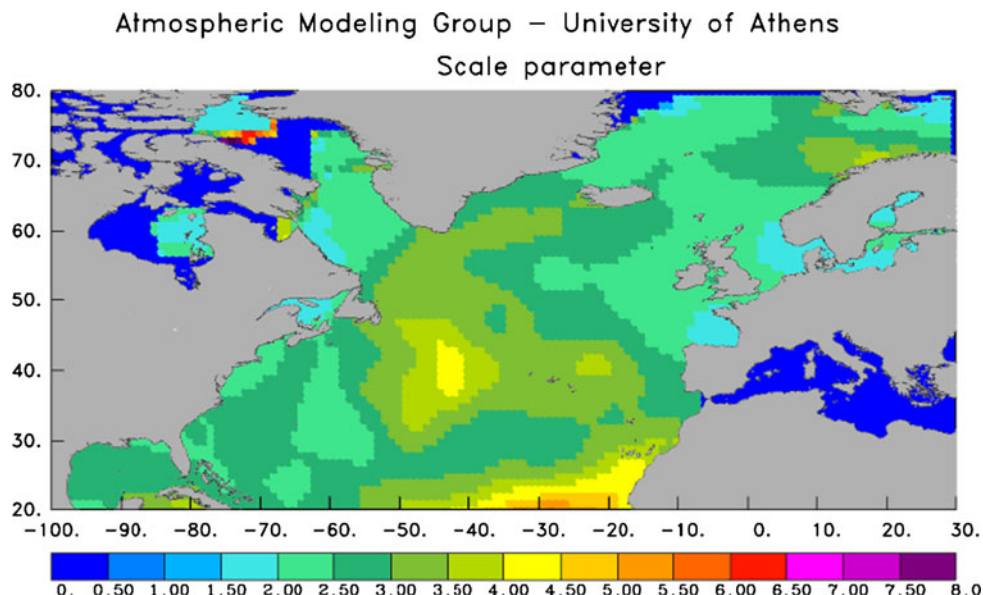 Atmospheric Modeling Group – University of Athens
Scale parameter
80.
70.
60.
50.
40.
30.
20.
-100. -90. -80. -70. -60. -50. -40. -30. -20. -10. 0. 10. 20. 30.
0. 0.50 1.00 1.50 2.00 2.50 3.00 3.50 4.00 4.50 5.00 5.50 6.00 6.50 7.00 7.50 8.0